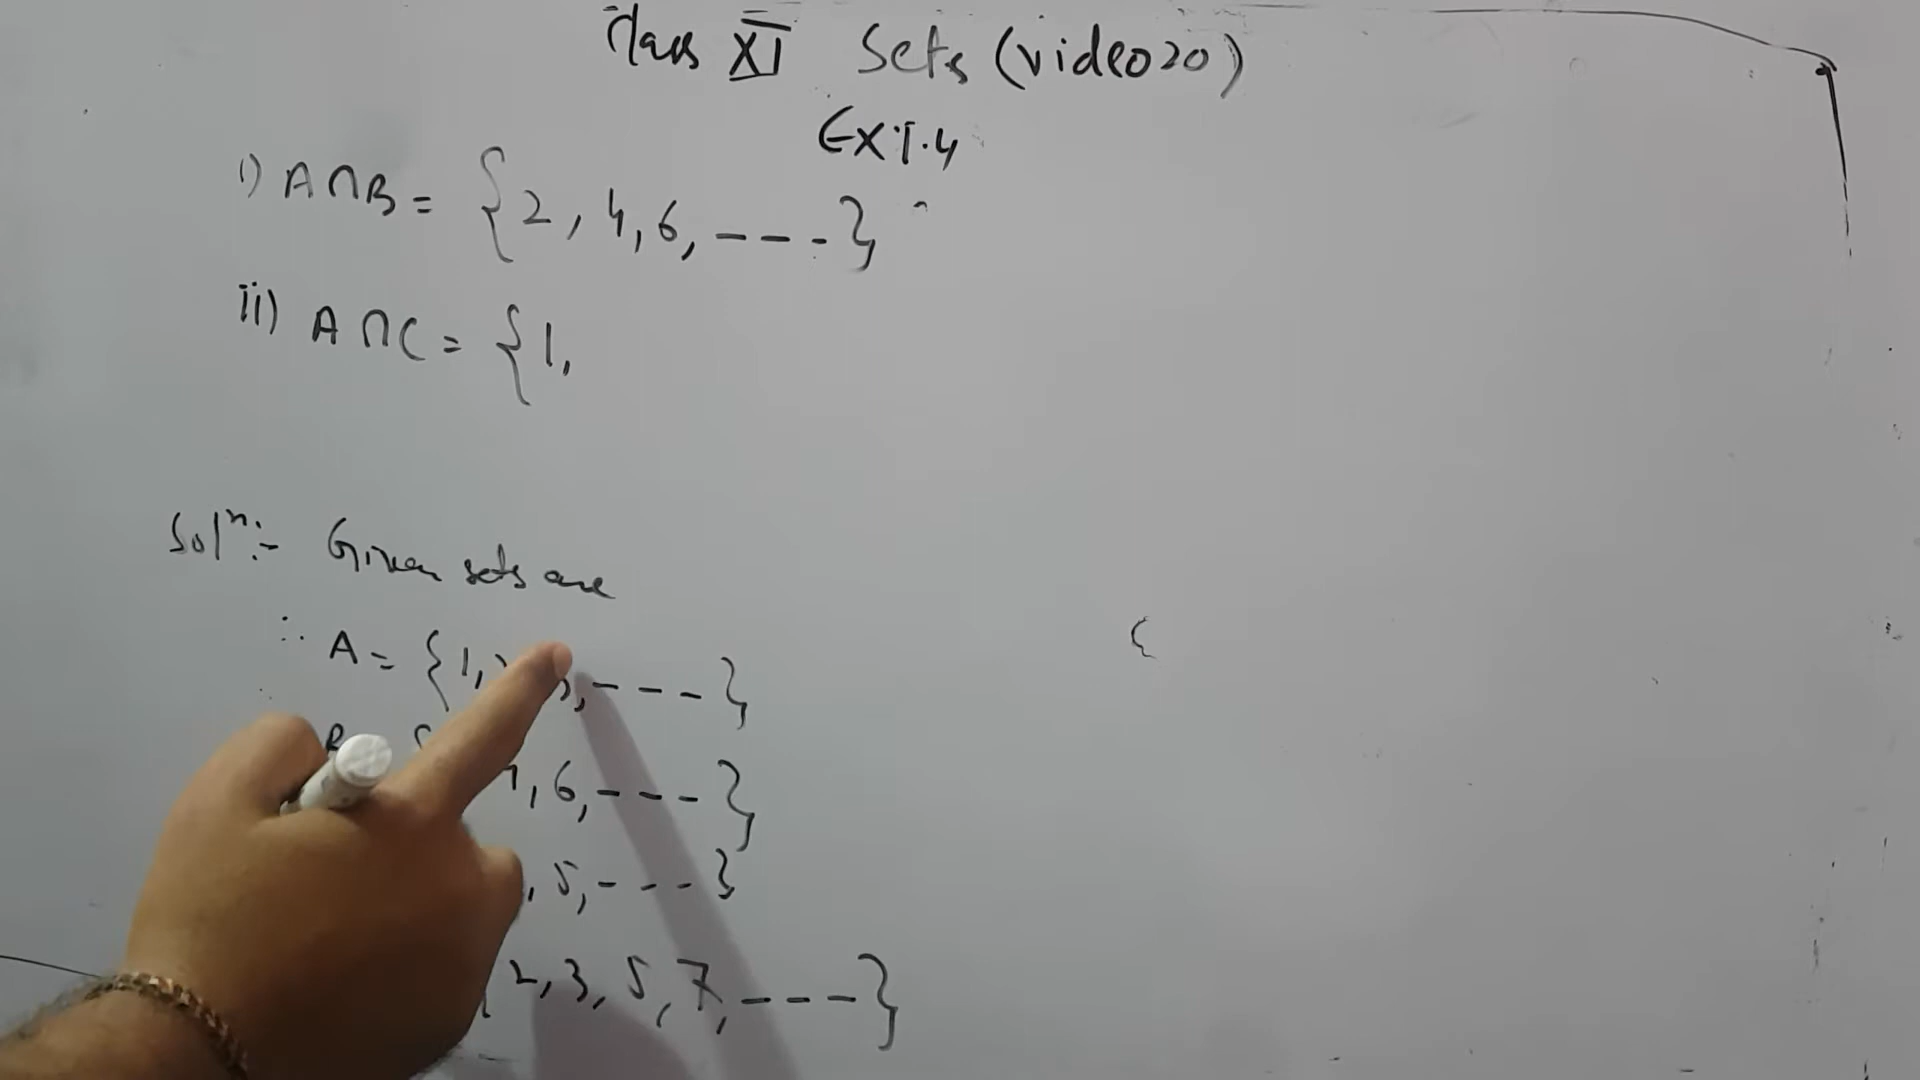 Class XI Sets (video20)
Ex 1.4
i) A∩B = {2, 4, 6, ---}
ii) A∩C = {1,
Solⁿ:- Given sets are
∴ A = {1, , ---}
B {  , 6, ---}
, 5, ---}
{2, 3, 5, 7, ---}
{